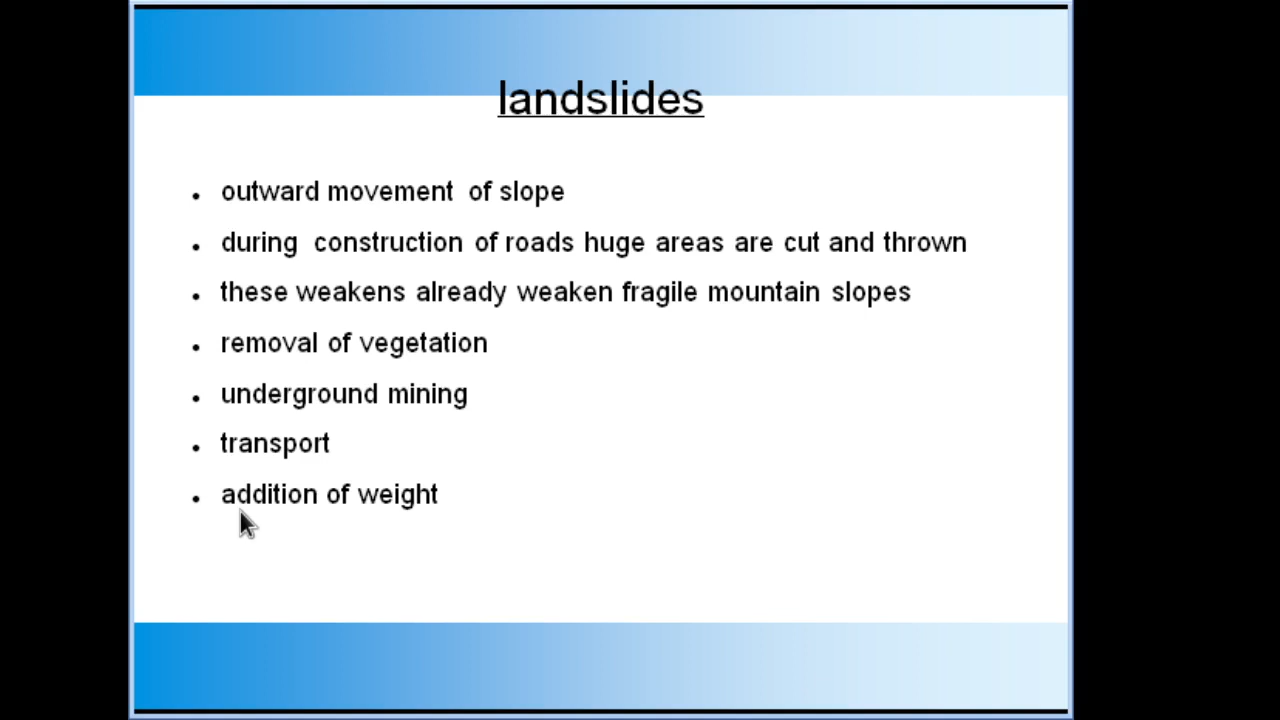 landslides
outward movement of slope
during construction of roads huge areas are cut and thrown
these weakens already weaken fragile mountain slopes
removal of vegetation
underground mining
transport
addition of weight